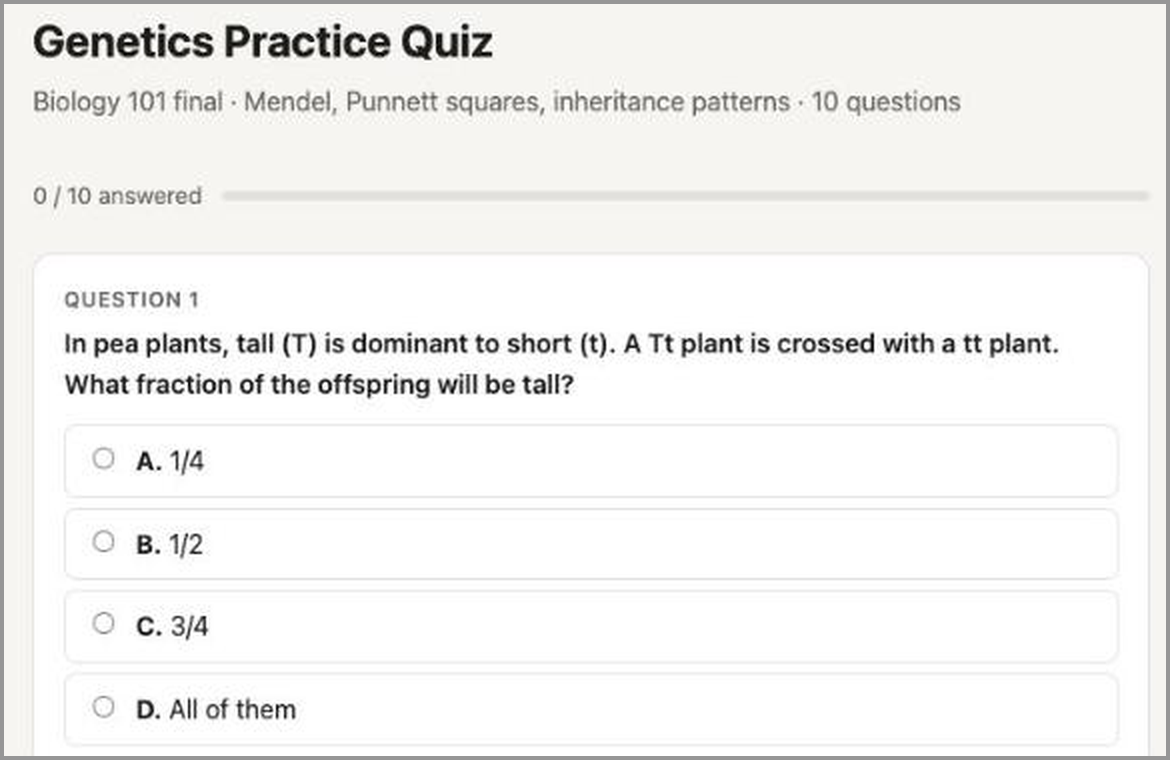 Genetics Practice Quiz
Biology 101 final · Mendel, Punnett squares, inheritance patterns · 10 questions
0 / 10 answered
QUESTION 1
In pea plants, tall (T) is dominant to short (t). A Tt plant is crossed with a tt plant.
What fraction of the offspring will be tall?
A. 1/4
B. 1/2
C. 3/4
D. All of them